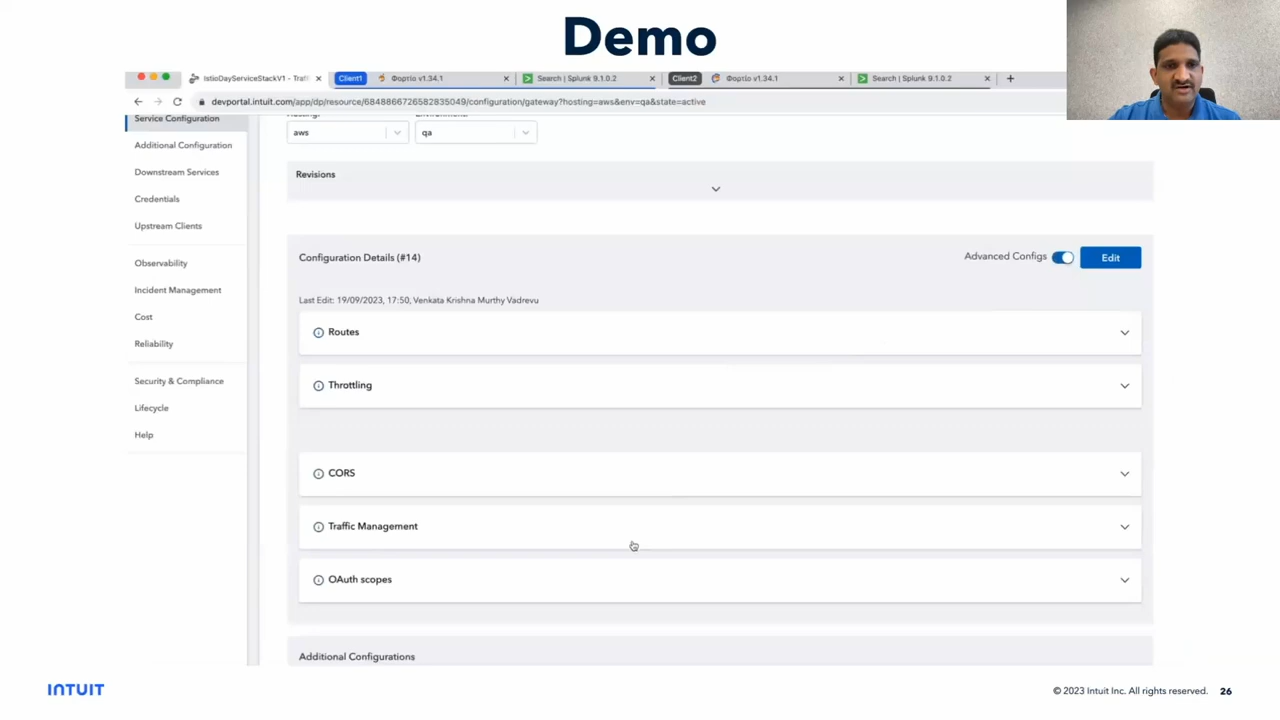 Demo
IstioDayServiceStackV1 - Traf
Client1
Φορτίο v1.34.1
Search | Splunk 9.1.0.2
Client2
Φορτίο v1.34.1
Search | Splunk 9.1.0.2
devportal.intuit.com/app/dp/resource/6848866726582835049/configuration/gateway?hosting=aws&env=qa&state=active
Service Configuration
Additional Configuration
Downstream Services
Credentials
Upstream Clients
Observability
Incident Management
Cost
Reliability
Security & Compliance
Lifecycle
Help
aws
qa
Revisions
Configuration Details (#14)
Advanced Configs
Edit
Last Edit: 19/09/2023, 17:50, Venkata Krishna Murthy Vadrevu
Routes
Throttling
CORS
Traffic Management
OAuth scopes
Additional Configurations
INTUIT
© 2023 Intuit Inc. All rights reserved.
26